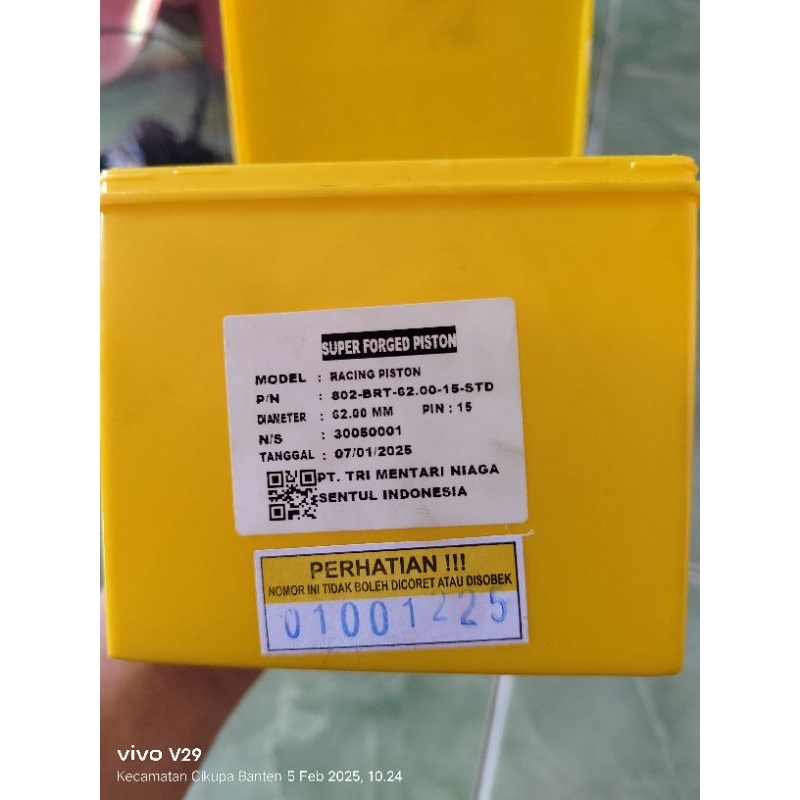 SUPER FORGED PISTON
MODEL : RACING PISTON
P/N : 802-BRT-62.00-15-STD
DIAMETER : 62.00 MM PIN : 15
N/S : 30050001
TANGGAL : 07/01/2025
PT. TRI MENTARI NIAGA
SENTUL INDONESIA
PERHATIAN !!!
NOMOR INI TIDAK BOLEH DICORET ATAU DISOBEK
01001225
vivo V29
Kecamatan Cikupa Banten 5 Feb 2025, 10.24